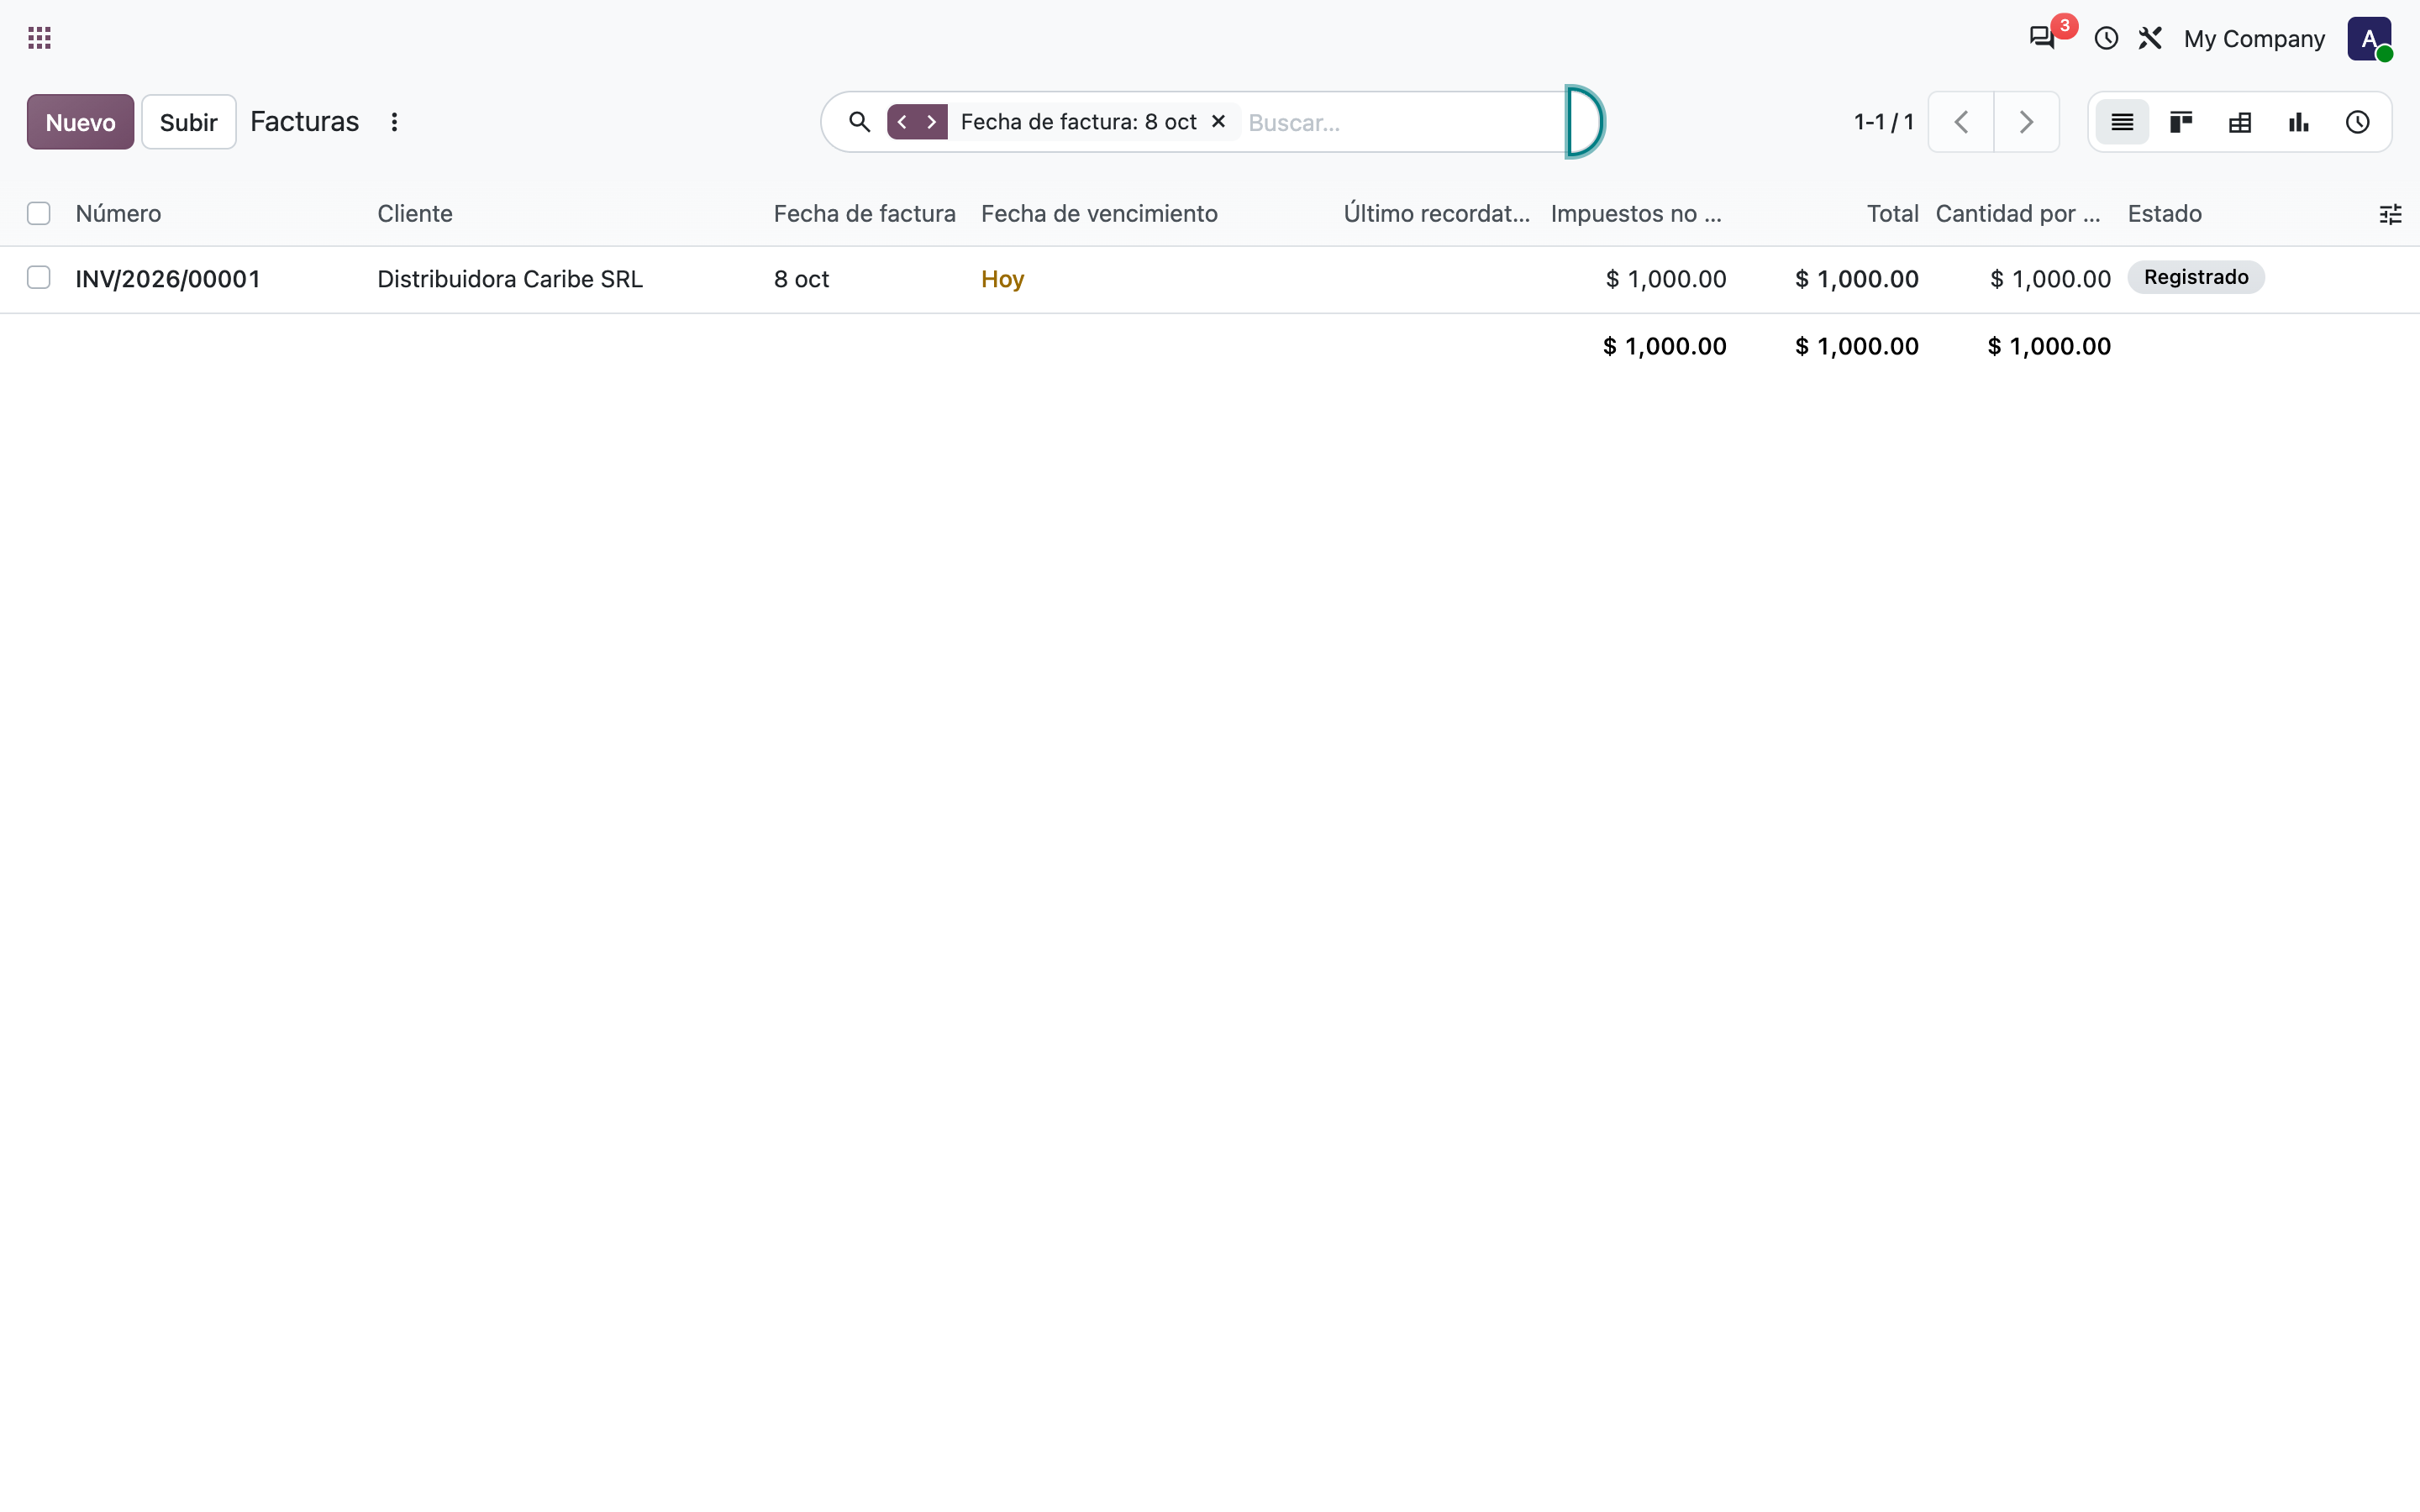 3
My Company
A
Nuevo
Subir
Facturas
Fecha de factura: 8 oct
Buscar...
1-1 / 1
Número Cliente Fecha de factura Fecha de vencimiento Último recordat... Impuestos no ... Total Cantidad por ... Estado
INV/2026/00001 Distribuidora Caribe SRL 8 oct Hoy $ 1,000.00 $ 1,000.00 $ 1,000.00 Registrado
$ 1,000.00 $ 1,000.00 $ 1,000.00